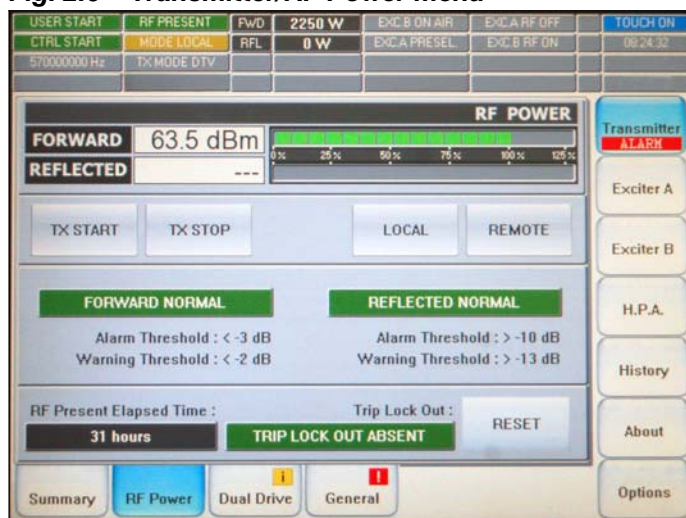 Fig. 2.6 – Transmitter/RF Power Menu
USER START RF PRESENT FWD 2250 W EXC.B ON AIR EXC.A RF OFF TOUCH ON
CTRL START MODE LOCAL RFL 0 W EXC.A PRESEL. EXC.B RF ON 08:24:32
570000000 Hz TX MODE DTV
RF POWER
FORWARD 63.5 dBm
0% 25% 50% 75% 100% 125%
REFLECTED ---
TX START TX STOP LOCAL REMOTE
FORWARD NORMAL REFLECTED NORMAL
Alarm Threshold : < -3 dB Alarm Threshold : > -10 dB
Warning Threshold : < -2 dB Warning Threshold : > -13 dB
RF Present Elapsed Time : Trip Lock Out :
31 hours TRIP LOCK OUT ABSENT RESET
Summary RF Power Dual Drive i General !
Transmitter
ALARM
Exciter A
Exciter B
H.P.A.
History
About
Options